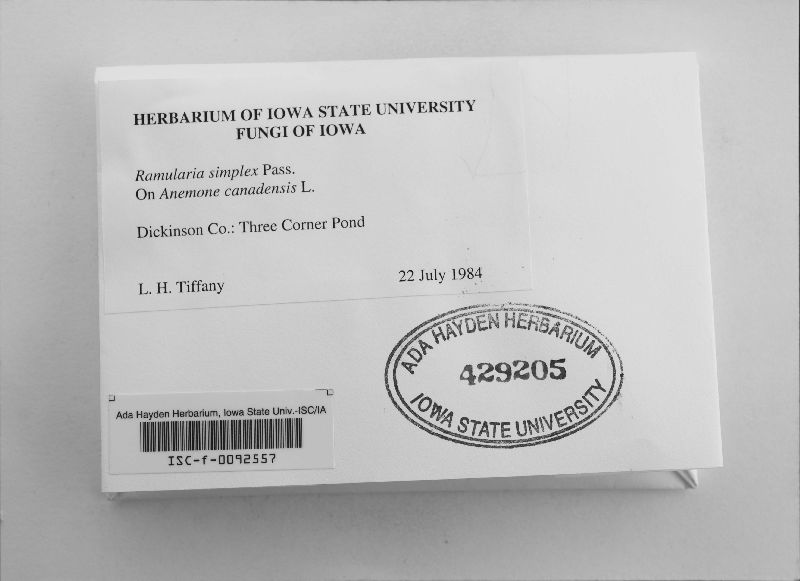 HERBARIUM OF IOWA STATE UNIVERSITY
FUNGI OF IOWA
Ramularia simplex Pass.
On Anemone canadensis L.
Dickinson Co.: Three Corner Pond
L. H. Tiffany 22 July 1984
ADA HAYDEN HERBARIUM
429205
IOWA STATE UNIVERSITY
Ada Hayden Herbarium, Iowa State Univ.-ISC/IA
ISC-f-0092557